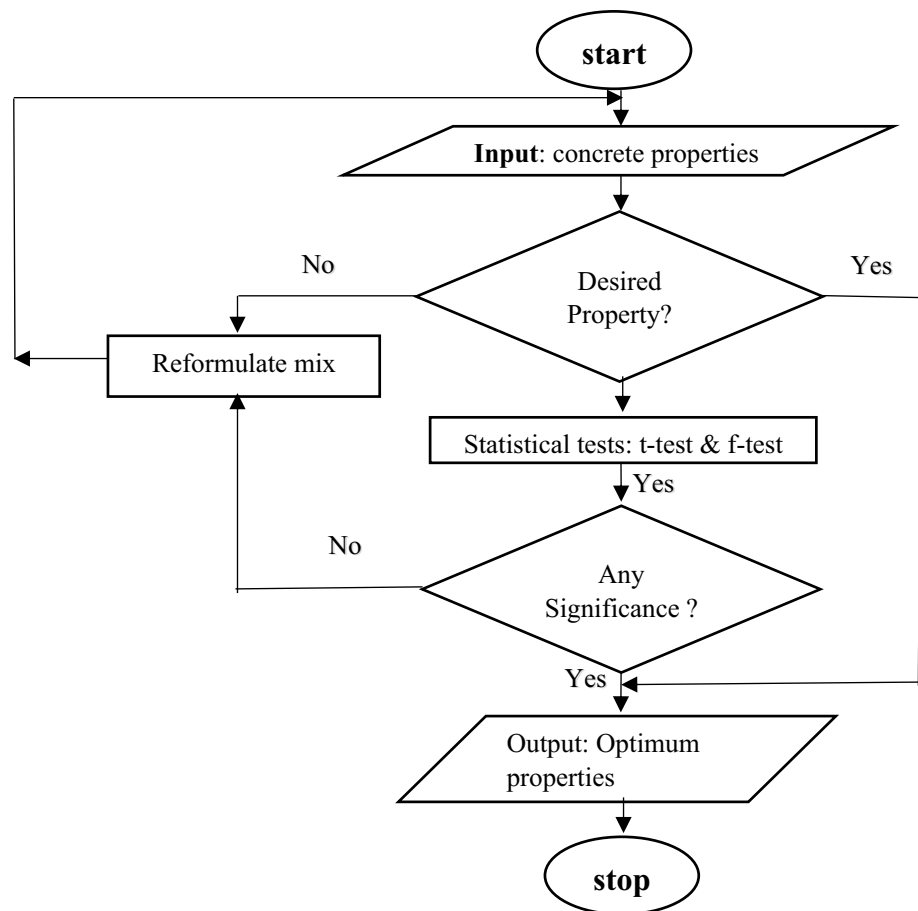 start
Input: concrete properties
No
Yes
Desired
Property?
Reformulate mix
Statistical tests: t-test & f-test
Yes
No
Any
Significance ?
Yes
Output: Optimum
properties
stop